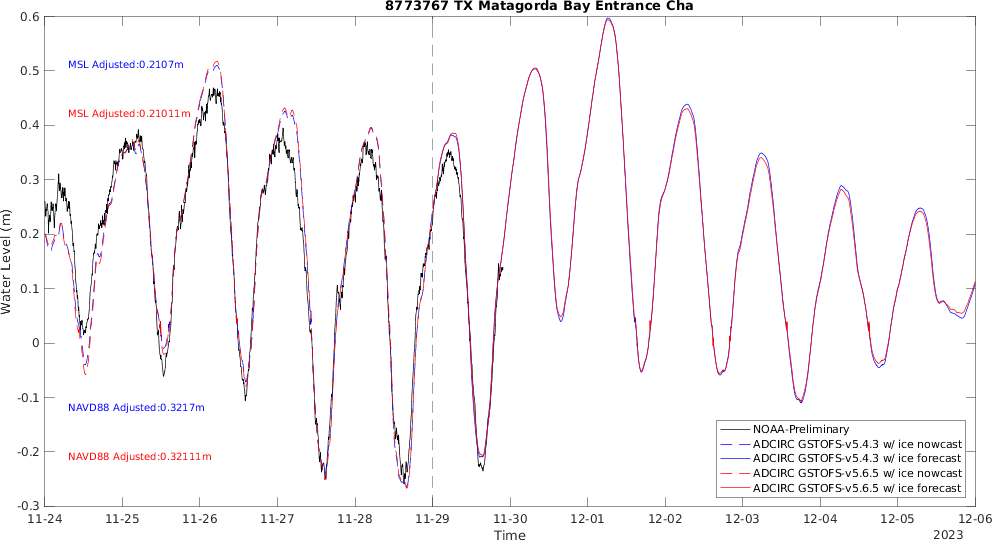 8773767 TX Matagorda Bay Entrance Cha
0.6
0.5
0.4
0.3
0.2
0.1
0
-0.1
-0.2
-0.3
Water Level (m)
MSL Adjusted:0.2107m
MSL Adjusted:0.21011m
NAVD88 Adjusted:0.3217m
NAVD88 Adjusted:0.32111m
NOAA-Preliminary
ADCIRC GSTOFS-v5.4.3 w/ ice nowcast
ADCIRC GSTOFS-v5.4.3 w/ ice forecast
ADCIRC GSTOFS-v5.6.5 w/ ice nowcast
ADCIRC GSTOFS-v5.6.5 w/ ice forecast
11-24 11-25 11-26 11-27 11-28 11-29 11-30 12-01 12-02 12-03 12-04 12-05 12-06
Time
2023